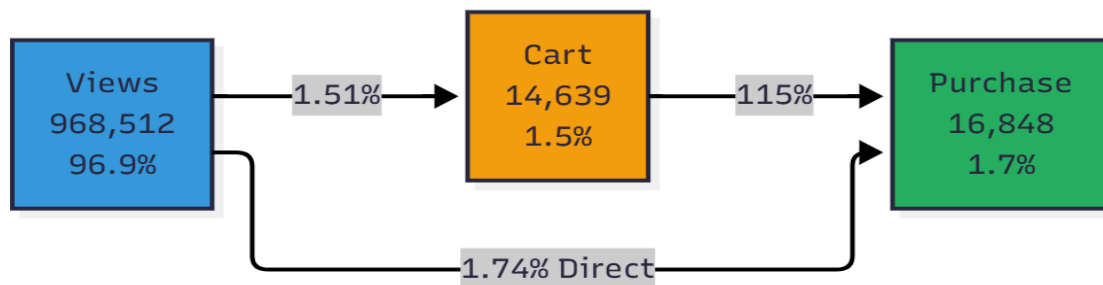 Views
968,512
96.9%
1.51%
Cart
14,639
1.5%
115%
Purchase
16,848
1.7%
1.74% Direct